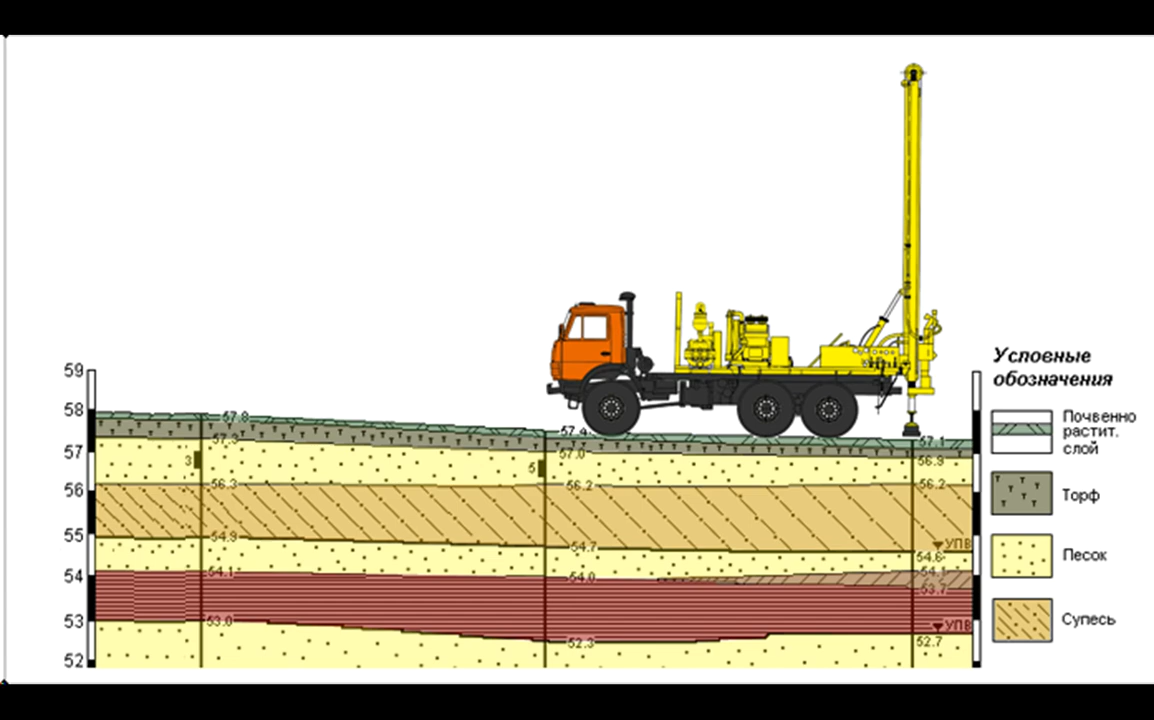 59
58
57
56
55
54
53
52
57.8
57.3
3
56.3
54.9
54.1
53.0
57.4
57.0
5
56.2
54.7
54.0
52.3
57.1
56.9
56.2
УПВ
54.6
54.1
53.7
УПВ
52.7
Условные
обозначения
Почвенно
растит.
слой
Торф
Песок
Супесь